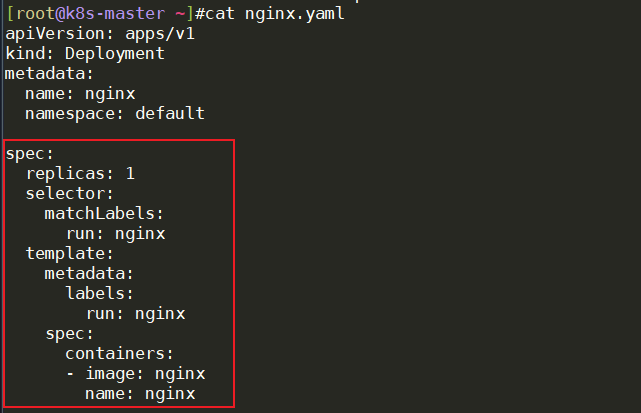 [root@k8s-master ~]#cat nginx.yaml
apiVersion: apps/v1
kind: Deployment
metadata:
  name: nginx
  namespace: default

spec:
  replicas: 1
  selector:
    matchLabels:
      run: nginx
  template:
    metadata:
      labels:
        run: nginx
    spec:
      containers:
      - image: nginx
        name: nginx